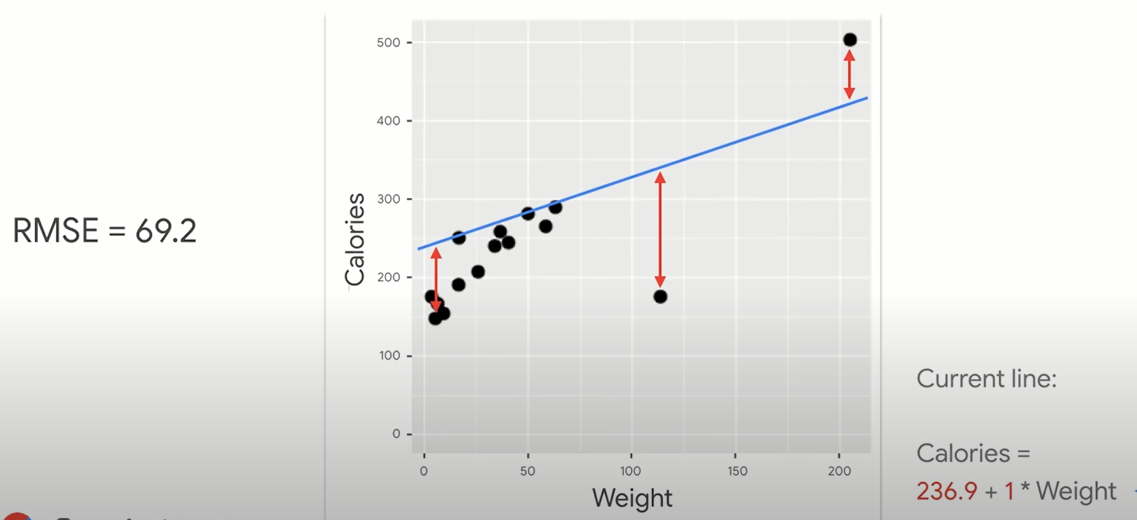 RMSE = 69.2
Calories
500
400
300
200
100
0
0 50 100 150 200
Weight
Current line:
Calories =
236.9 + 1 * Weight